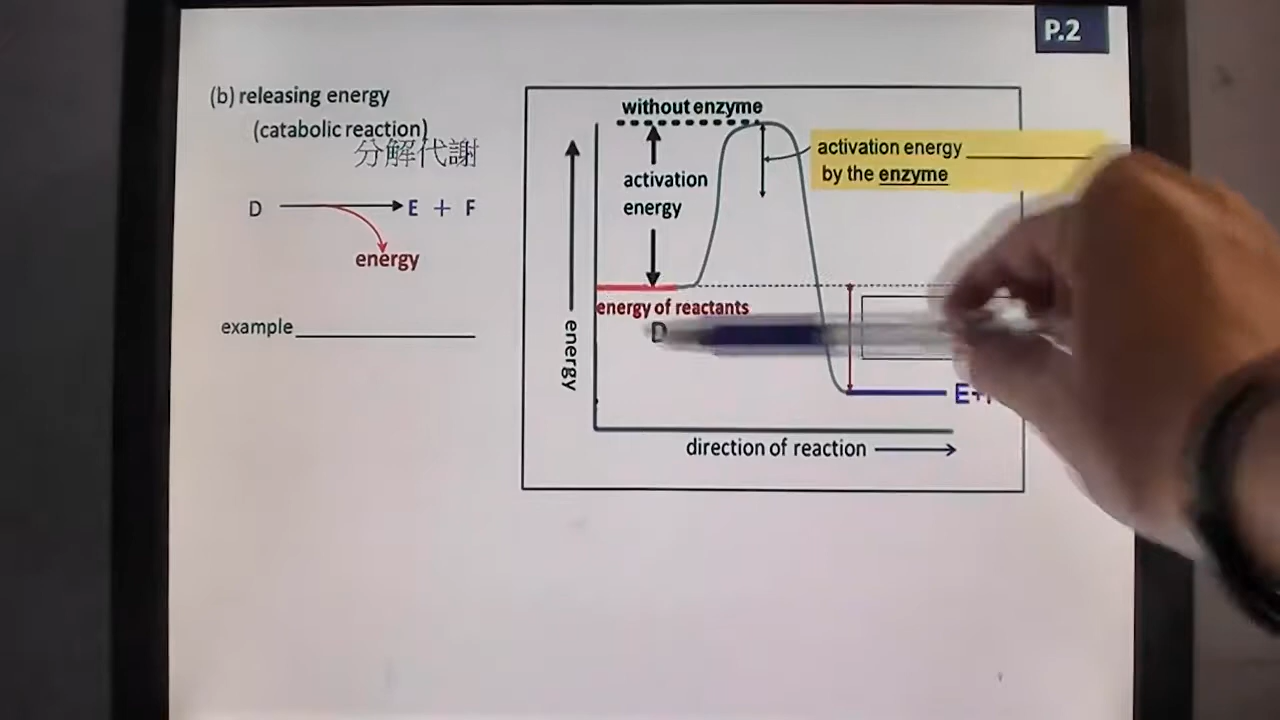 P.2
(b) releasing energy
(catabolic reaction)
分解代謝
D → E + F
energy
example
without enzyme
activation
energy
activation energy
by the enzyme
energy of reactants
D
energy
E+
direction of reaction